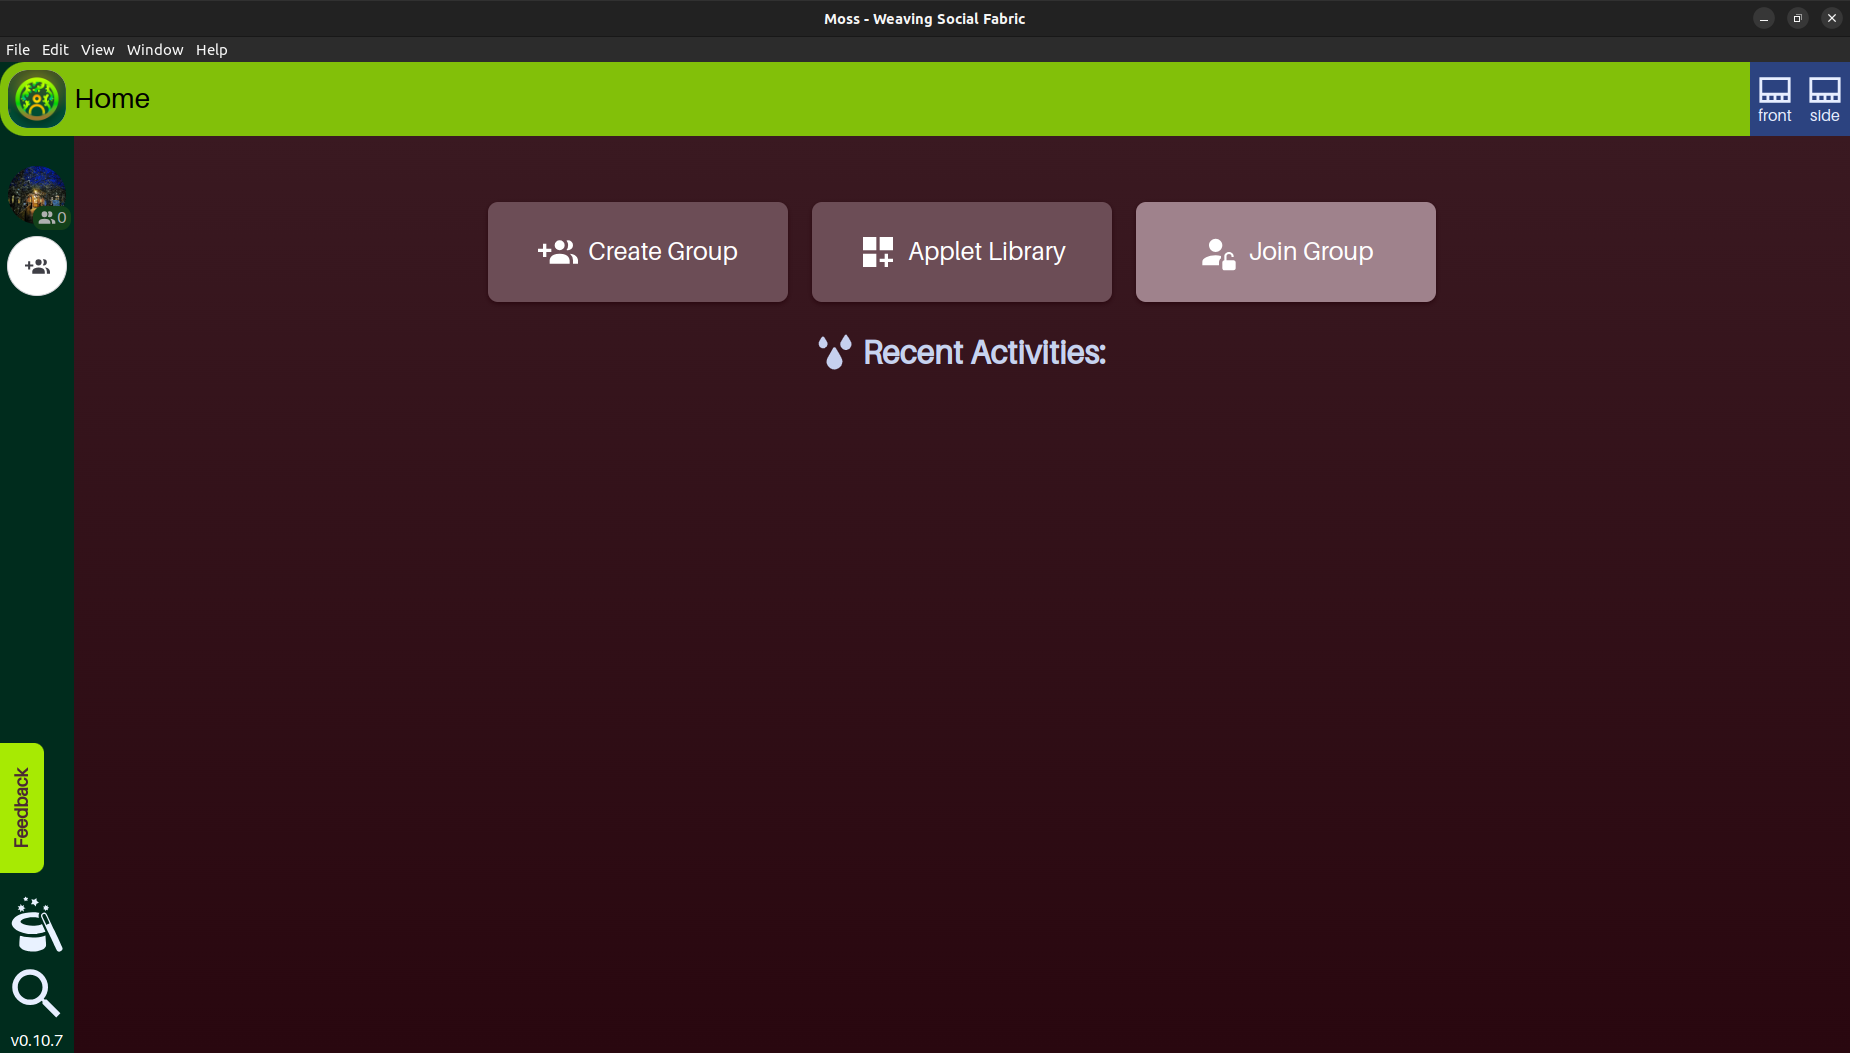 Moss - Weaving Social Fabric
File Edit View Window Help
Home
front side
0
Create Group
Applet Library
Join Group
Recent Activities:
Feedback
v0.10.7